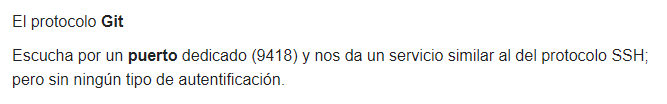 El protocolo Git
Escucha por un puerto dedicado (9418) y nos da un servicio similar al del protocolo SSH;
pero sin ningún tipo de autentificación.